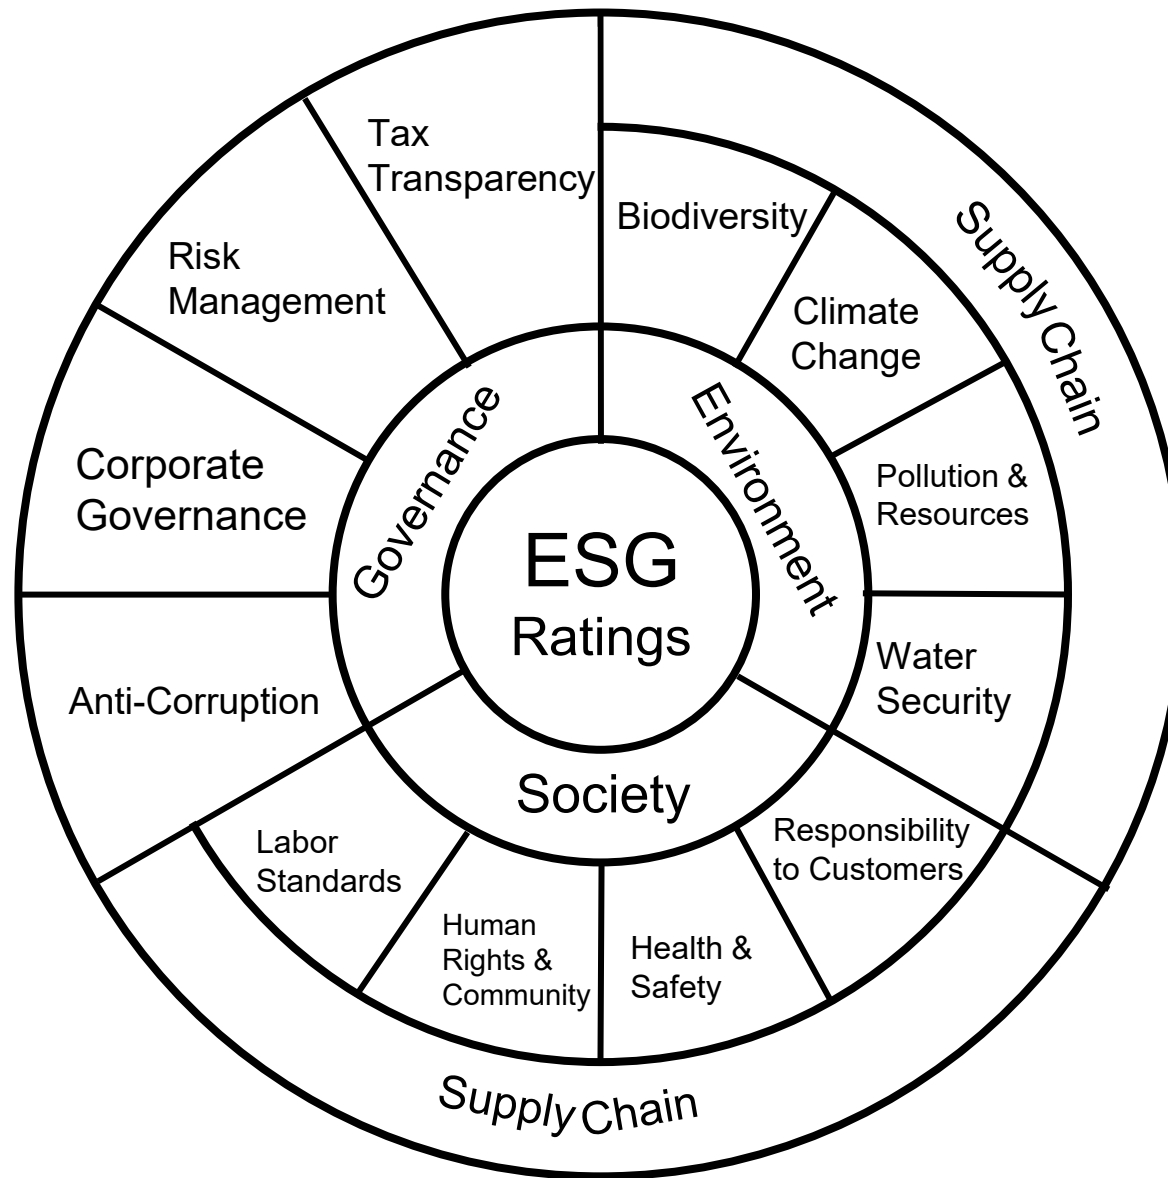 Tax
Transparency
Biodiversity
Supply Chain
Risk
Management
Climate
Change
Governance
Environment
Corporate
Governance
Pollution &
Resources
ESG
Ratings
Water
Security
Anti-Corruption
Society
Responsibility
to Customers
Labor
Standards
Human
Rights &
Community
Health &
Safety
Supply Chain